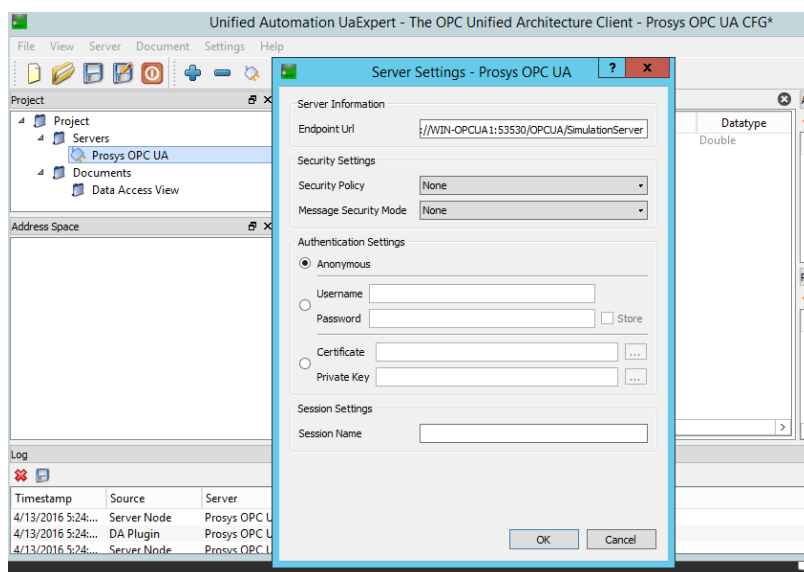 Unified Automation UaExpert - The OPC Unified Architecture Client - Prosys OPC UA CFG*
File View Server Document Settings Help
Project
Project
Servers
Prosys OPC UA
Documents
Data Access View
Address Space
Server Settings - Prosys OPC UA ? x
Server Information
Endpoint Url ://WIN-OPCUA1:53530/OPCUA/SimulationServer
Security Settings
Security Policy None
Message Security Mode None
Authentication Settings
Anonymous
Username
Password Store
Certificate ...
Private Key ...
Session Settings
Session Name
OK Cancel
Datatype
Double
Log
Timestamp Source Server
4/13/2016 5:24:... Server Node Prosys OPC U
4/13/2016 5:24:... DA Plugin Prosys OPC U
4/13/2016 5:24:... Server Node Prosys OPC U